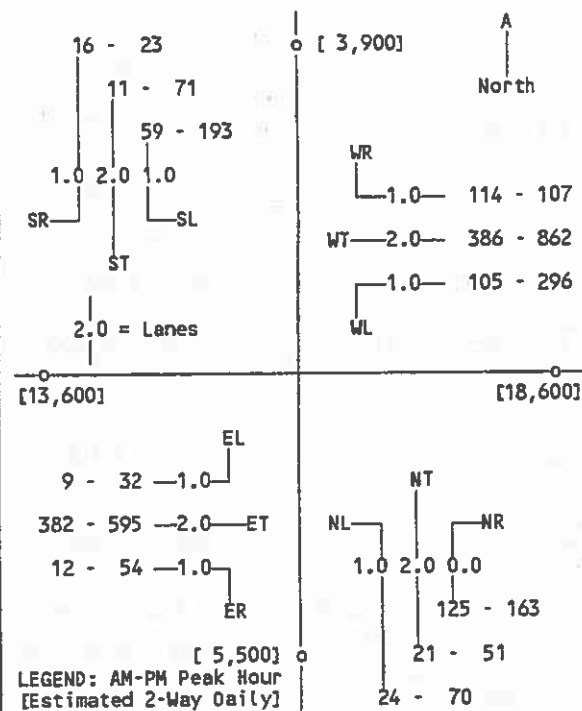 16 - 23
11 - 71
59 - 193
1.0 2.0 1.0
SR
SL
ST
2.0 = Lanes
[ 3,900]
A
North
WR
1.0 114 - 107
WT 2.0 386 - 862
1.0 105 - 296
WL
[13,600]
[18,600]
EL
9 - 32 1.0
382 - 595 2.0 ET
12 - 54 1.0
ER
NT
NL NR
1.0 2.0 0.0
125 - 163
21 - 51
24 - 70
[ 5,500]
LEGEND: AM-PM Peak Hour
[Estimated 2-Way Daily]